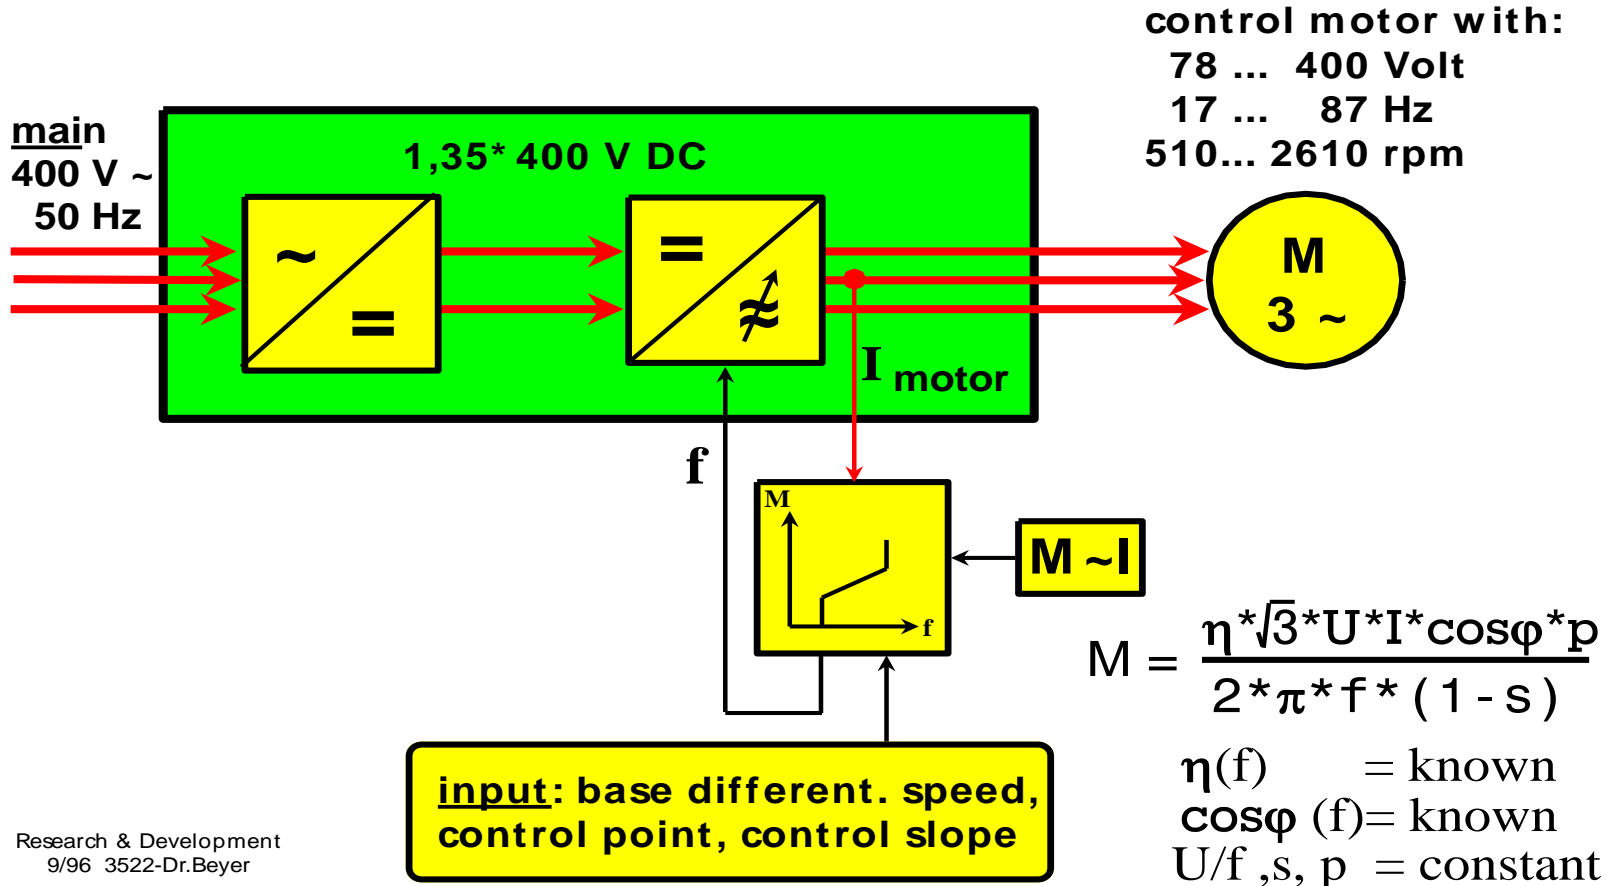 control motor with:
78 ... 400 Volt
17 ... 87 Hz
510... 2610 rpm
main
400 V ~
50 Hz
1,35* 400 V DC
~
=
=
≈
M
3 ~
I motor
f
M
f
M ~I
M = η*√3*U*I*cosφ*p
2*π*f*(1-s)
η(f) = known
cosφ (f)= known
U/f ,s, p = constant
input: base different. speed,
control point, control slope
Research & Development
9/96 3522-Dr.Beyer